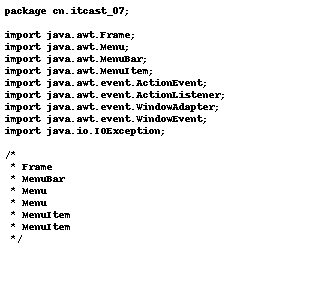 package cn.itcast_07;
import java.awt.Frame;
import java.awt.Menu;
import java.awt.MenuBar;
import java.awt.MenuItem;
import java.awt.event.ActionEvent;
import java.awt.event.ActionListener;
import java.awt.event.WindowAdapter;
import java.awt.event.WindowEvent;
import java.io.IOException;
/*
* Frame
* MenuBar
* Menu
* Menu
* MenuItem
* MenuItem
*/